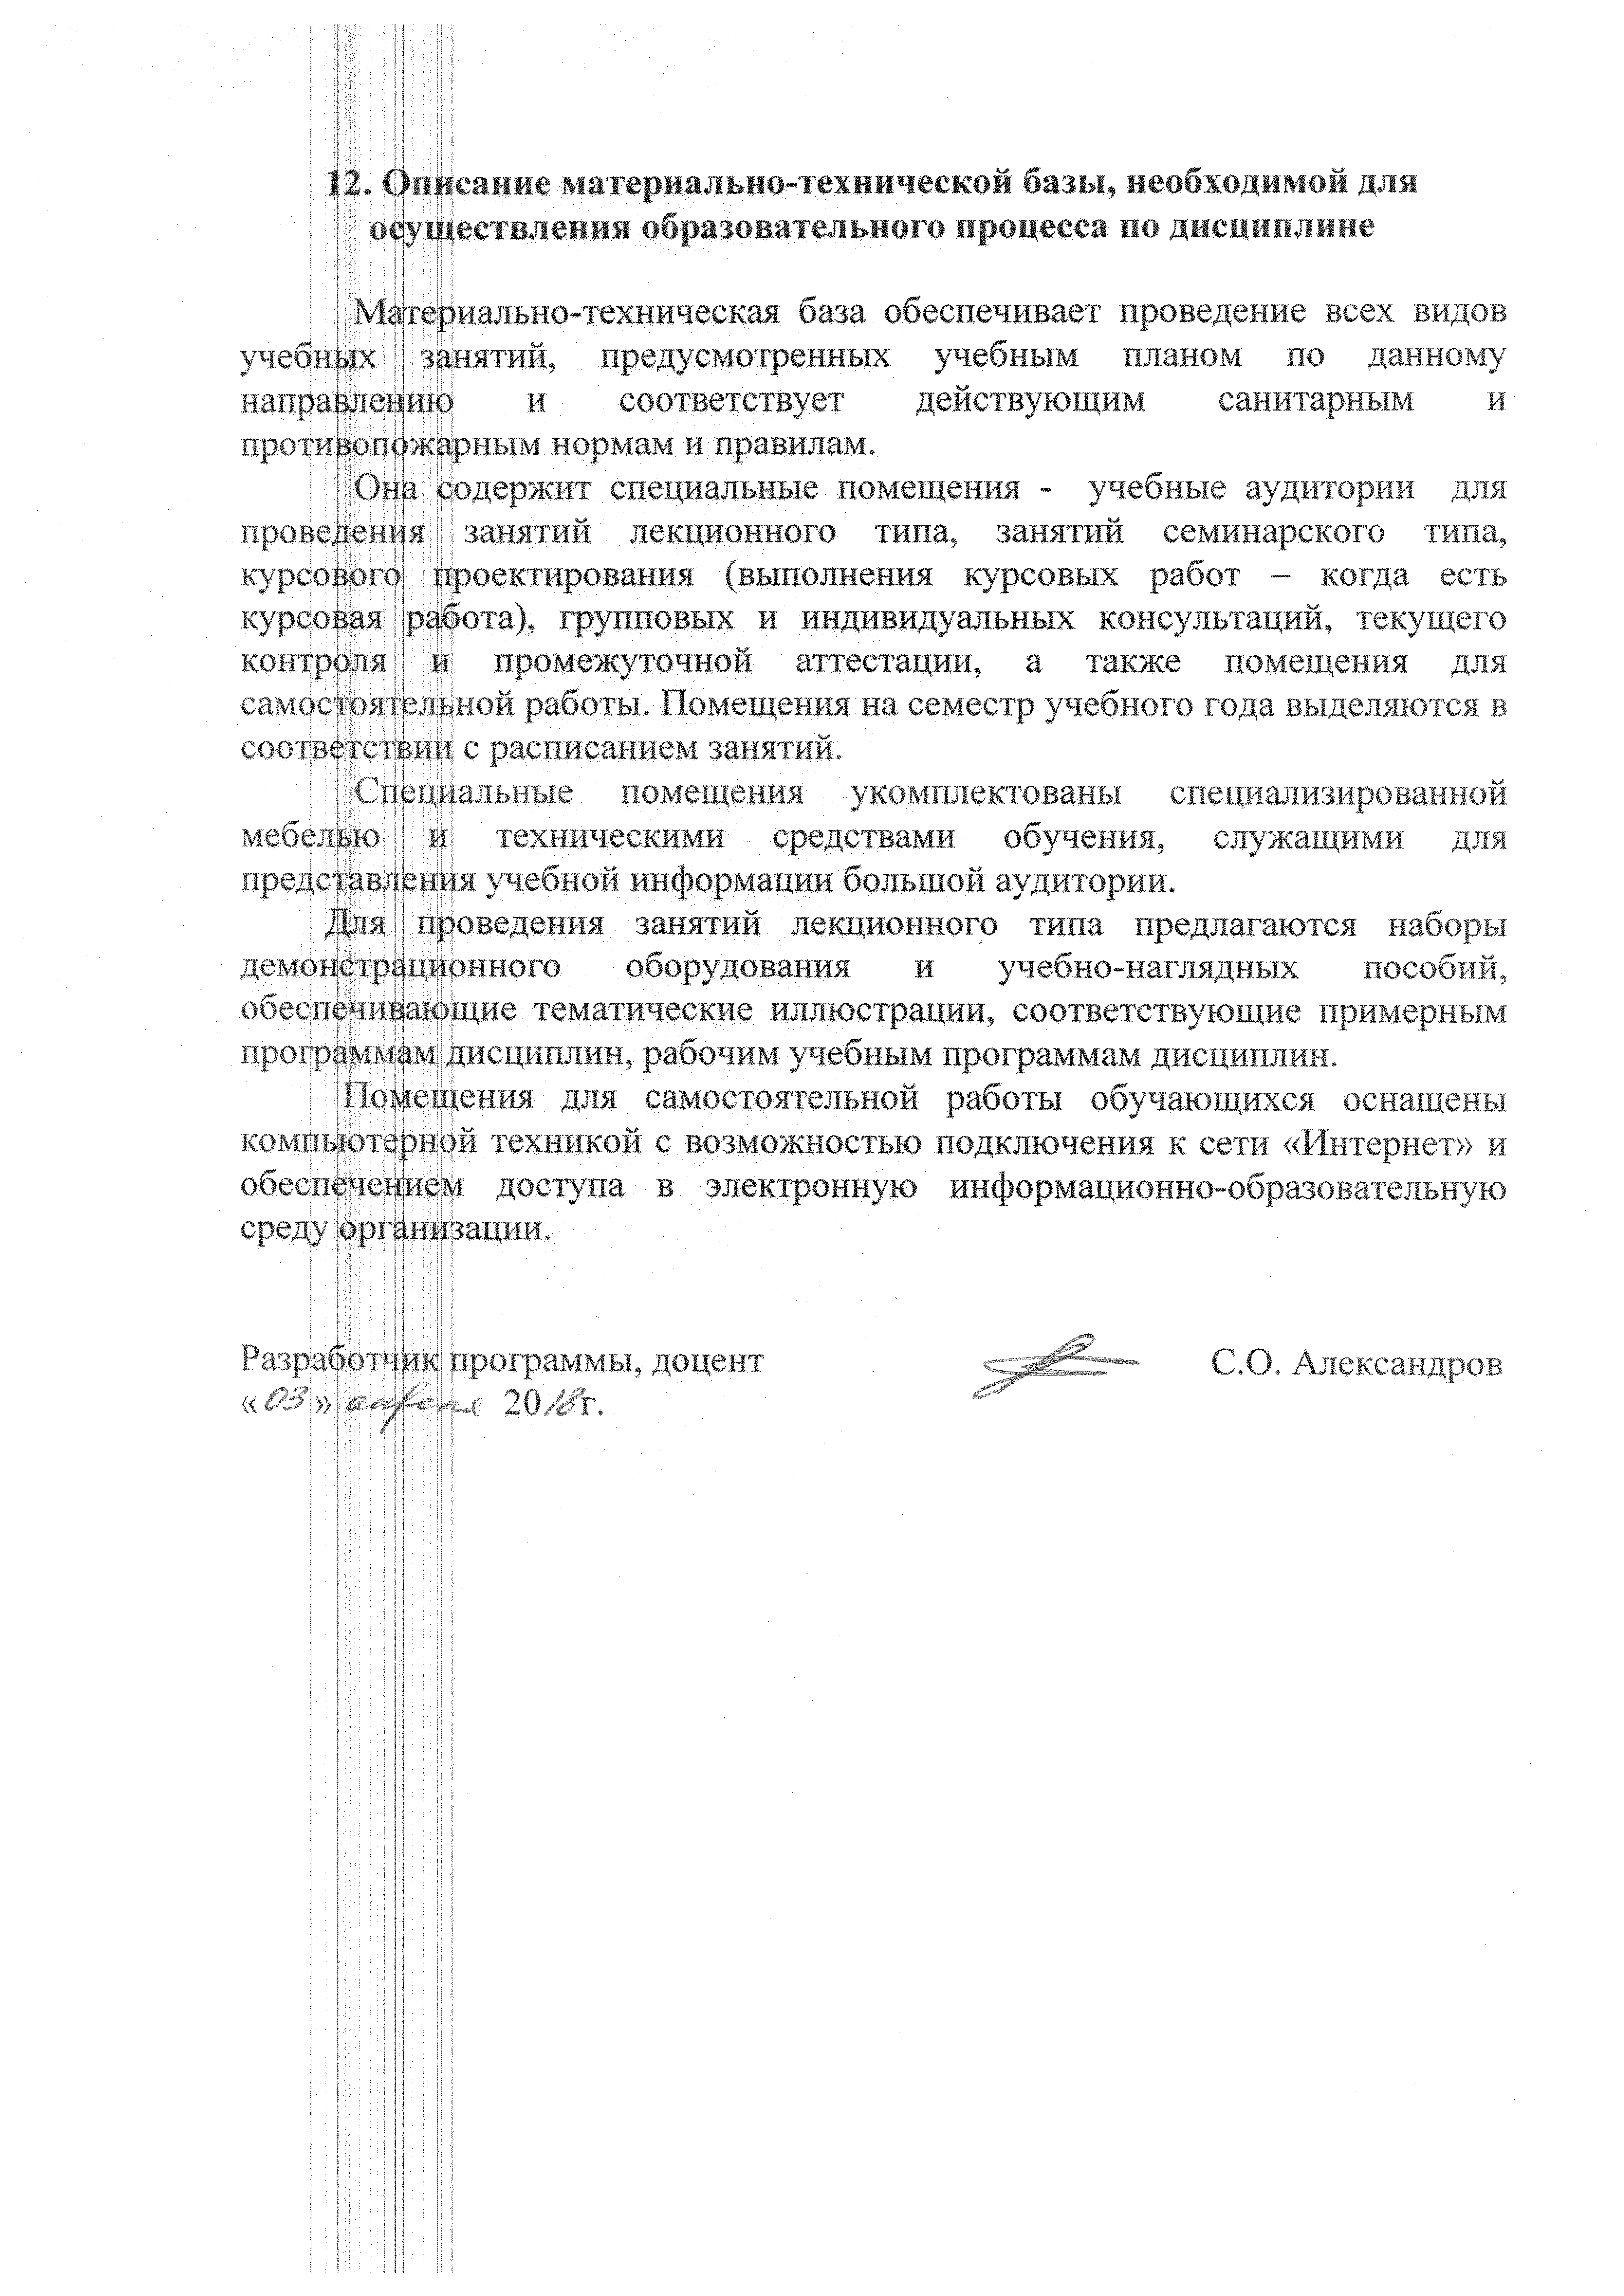 12. Описание материально-технической базы, необходимой для
осуществления образовательного процесса по дисциплине
Материально-техническая база обеспечивает проведение всех видов
учебных занятий, предусмотренных учебным планом по данному
направлению и соответствует действующим санитарным и
противопожарным нормам и правилам.
Она содержит специальные помещения - учебные аудитории для
проведения занятий лекционного типа, занятий семинарского типа,
курсового проектирования (выполнения курсовых работ – когда есть
курсовая работа), групповых и индивидуальных консультаций, текущего
контроля и промежуточной аттестации, а также помещения для
самостоятельной работы. Помещения на семестр учебного года выделяются в
соответствии с расписанием занятий.
Специальные помещения укомплектованы специализированной
мебелью и техническими средствами обучения, служащими для
представления учебной информации большой аудитории.
Для проведения занятий лекционного типа предлагаются наборы
демонстрационного оборудования и учебно-наглядных пособий,
обеспечивающие тематические иллюстрации, соответствующие примерным
программам дисциплин, рабочим учебным программам дисциплин.
Помещения для самостоятельной работы обучающихся оснащены
компьютерной техникой с возможностью подключения к сети «Интернет» и
обеспечением доступа в электронную информационно-образовательную
среду организации.
Разработчик программы, доцент С.О. Александров
«03» апреля 2018г.